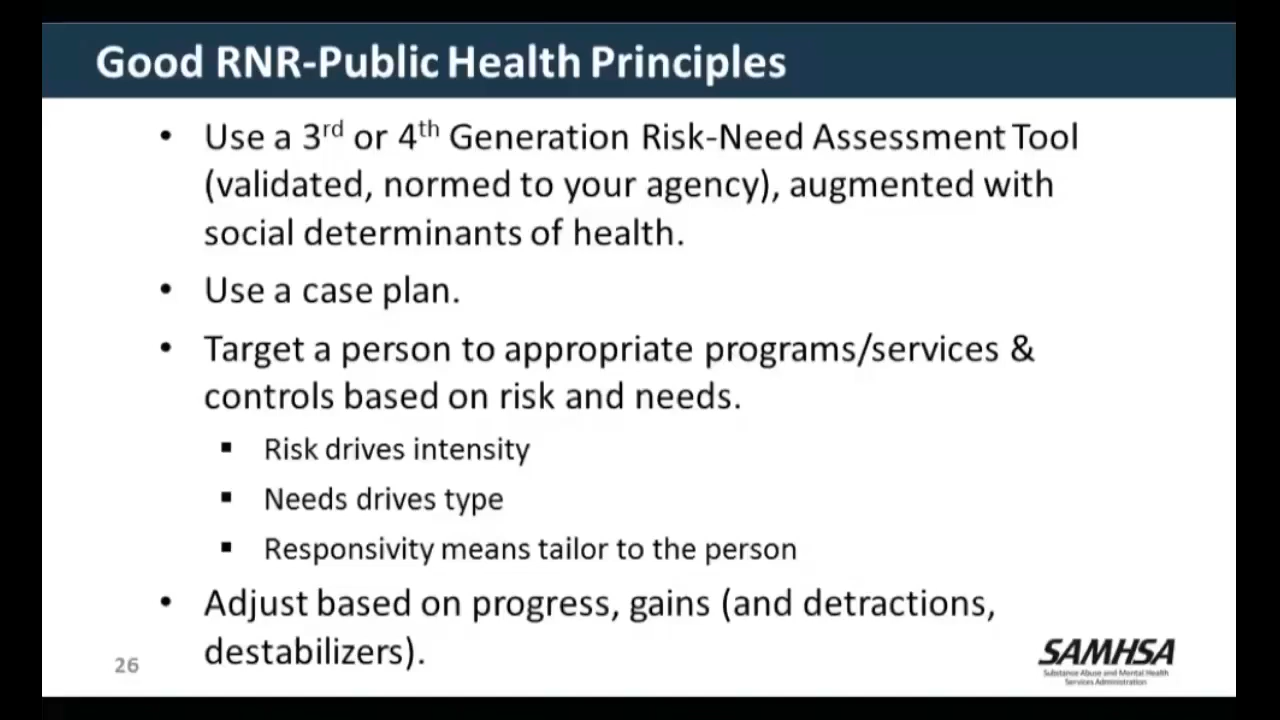 Good RNR-Public Health Principles
• Use a 3rd or 4th Generation Risk-Need Assessment Tool
(validated, normed to your agency), augmented with
social determinants of health.
• Use a case plan.
• Target a person to appropriate programs/services &
controls based on risk and needs.
▪ Risk drives intensity
▪ Needs drives type
▪ Responsivity means tailor to the person
• Adjust based on progress, gains (and detractions,
destabilizers).
26
SAMHSA
Substance Abuse and Mental Health
Services Administration